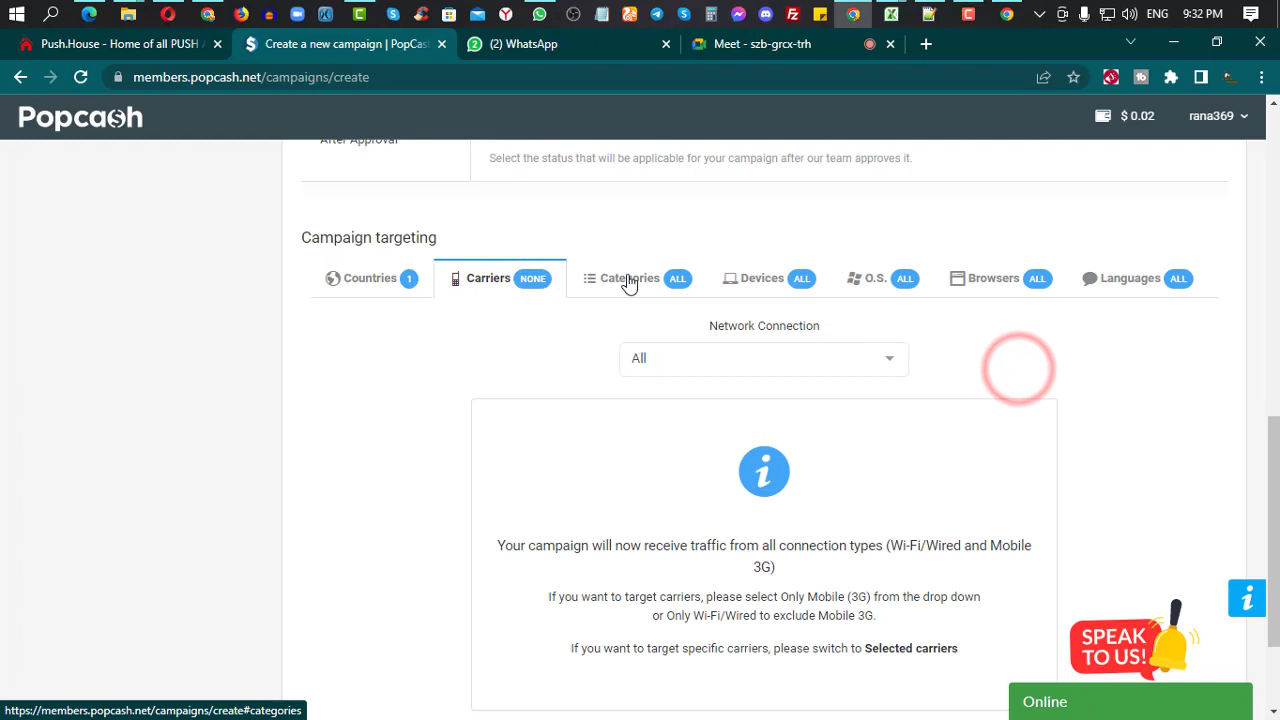 ENG 3:32 PM
Push.House - Home of all PUSH A
Create a new campaign | PopCas
(2) WhatsApp
Meet - szb-grcx-trh
members.popcash.net/campaigns/create
Popcash
$ 0.02
rana369
After Approval
Select the status that will be applicable for your campaign after our team approves it.
Campaign targeting
Countries 1
Carriers NONE
Categories ALL
Devices ALL
O.S. ALL
Browsers ALL
Languages ALL
Network Connection
All
Your campaign will now receive traffic from all connection types (Wi-Fi/Wired and Mobile
3G)
If you want to target carriers, please select Only Mobile (3G) from the drop down
or Only Wi-Fi/Wired to exclude Mobile 3G.
If you want to target specific carriers, please switch to Selected carriers
SPEAK
TO US!
Online
https://members.popcash.net/campaigns/create#categories